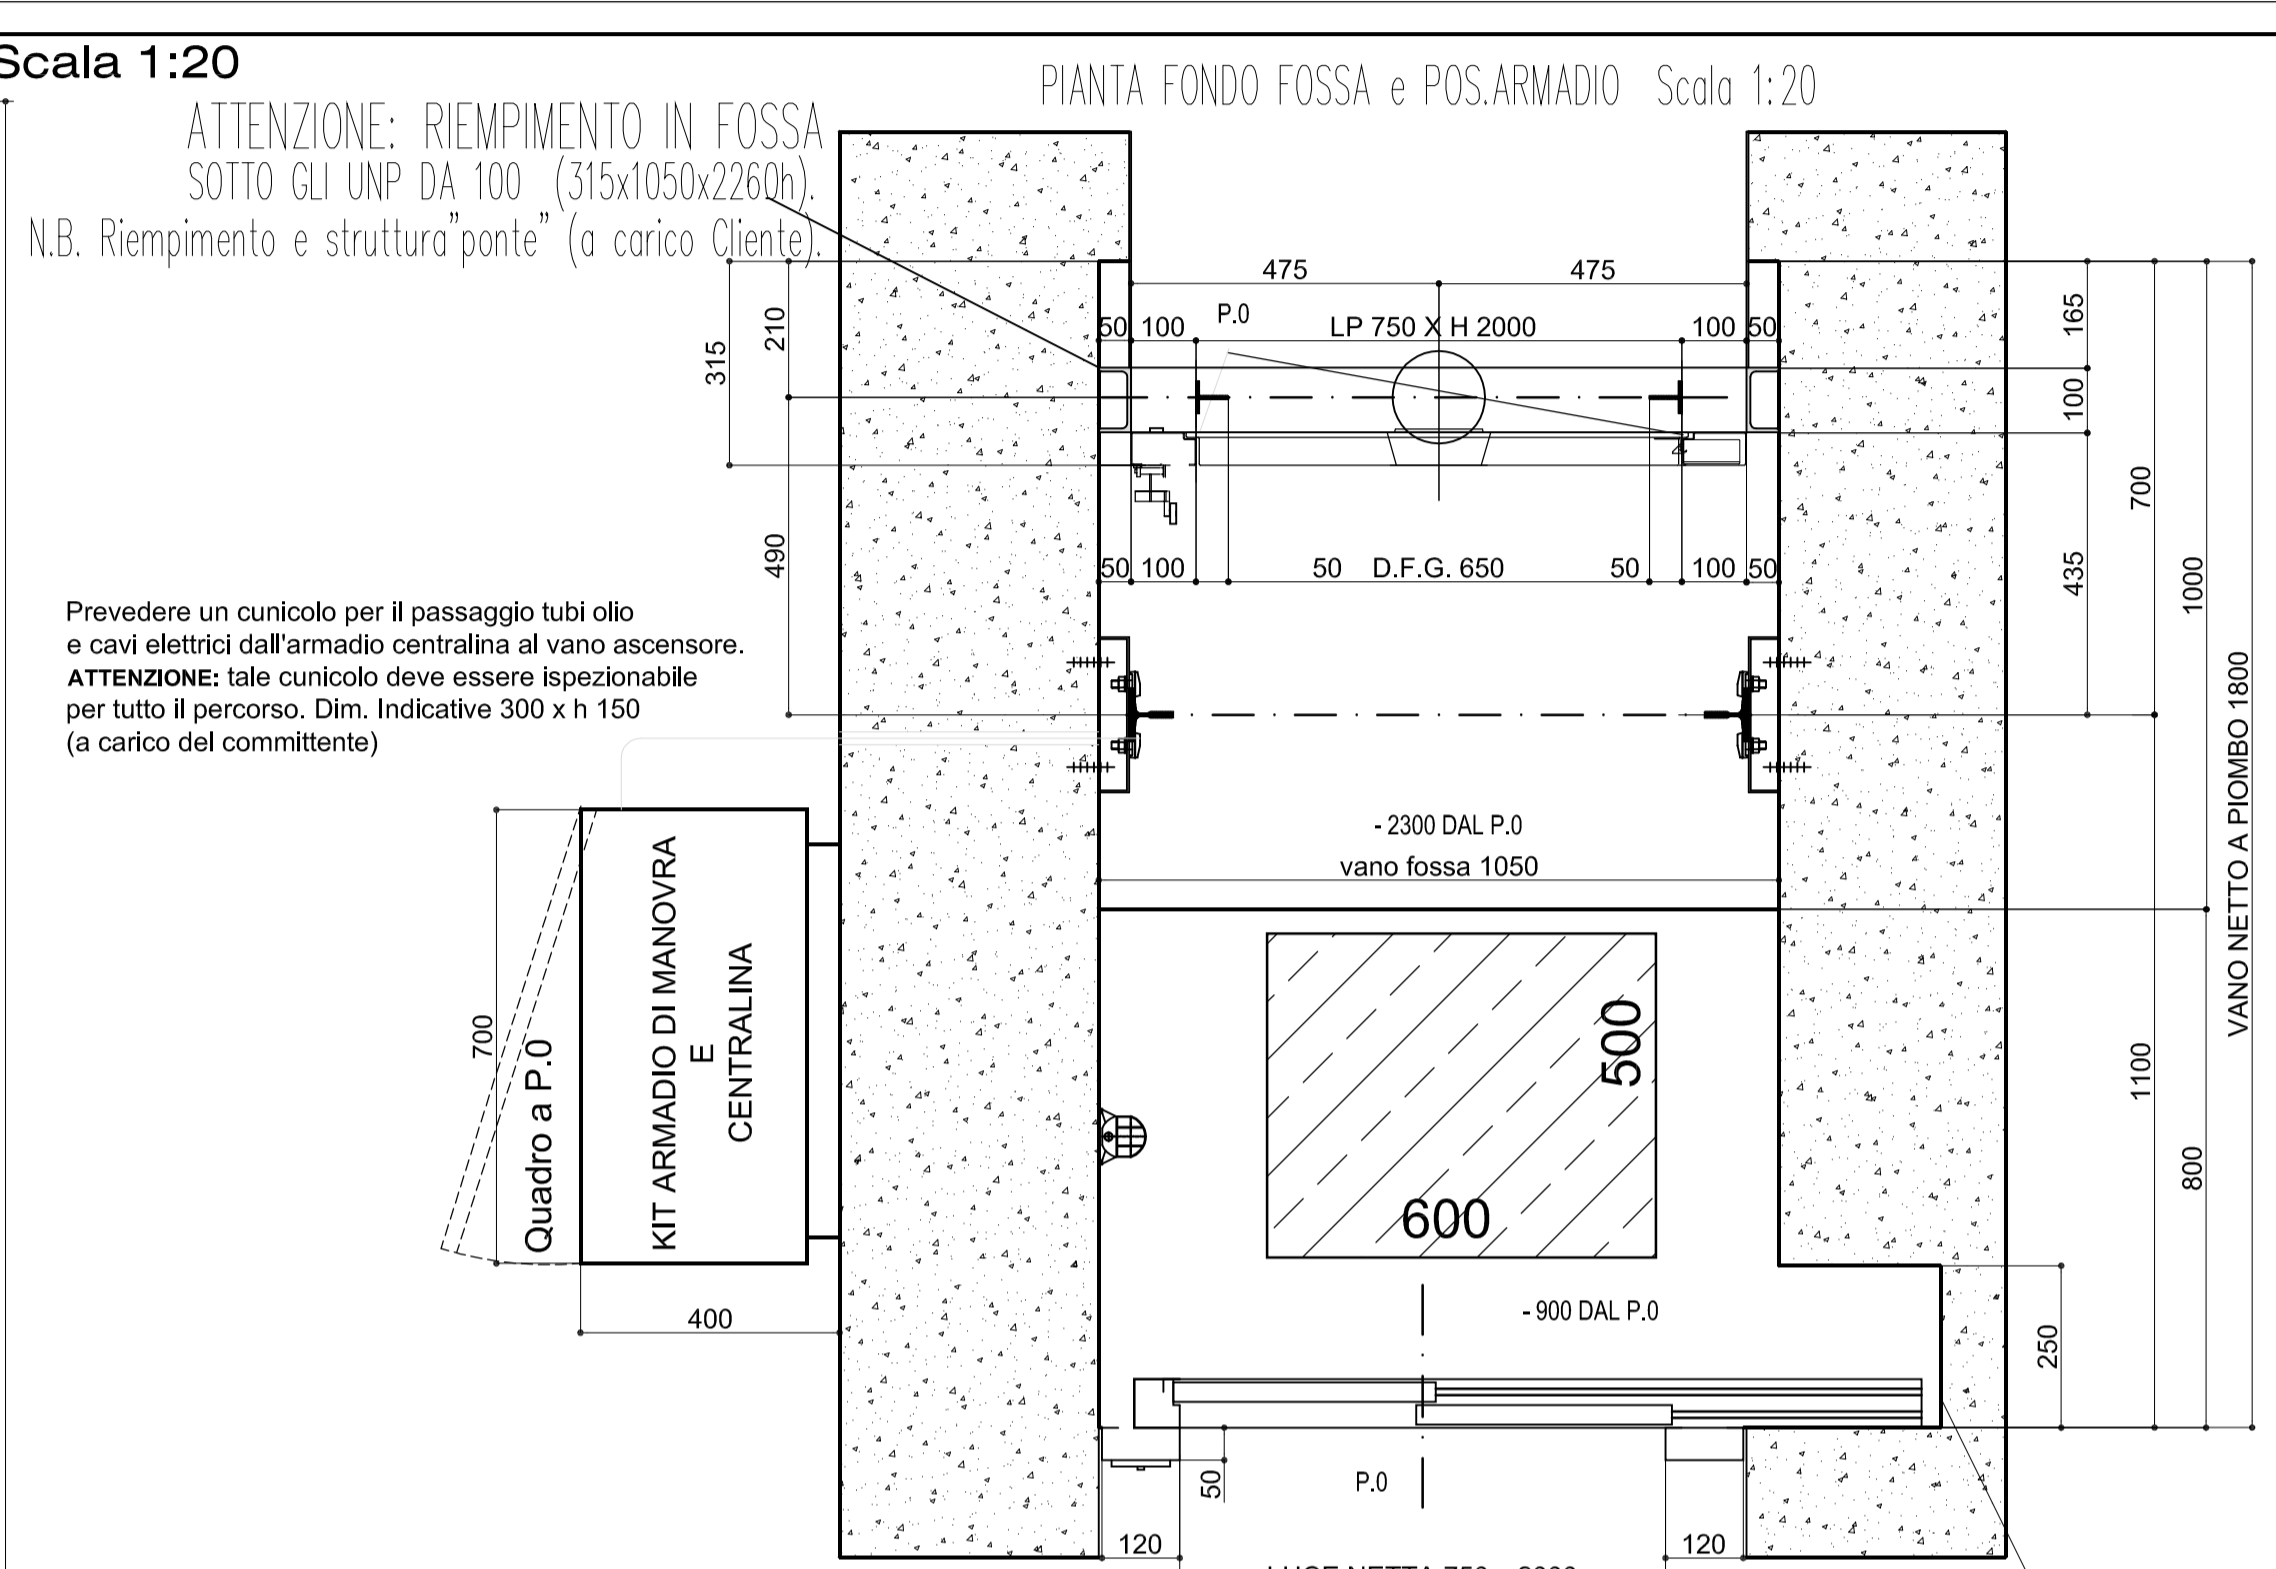 Scala 1:20
PIANTA FONDO FOSSA e POS.ARMADIO Scala 1:20
ATTENZIONE: RIEMPIMENTO IN FOSSA
SOTTO GLI UNP DA 100 (315x1050x2260h).
N.B. Riempimento e struttura"ponte" (a carico Cliente).
475
475
50
100
P.0
LP 750 X H 2000
100
50
315
210
165
100
490
50
100
50
D.F.G. 650
50
100
50
435
700
1000
VANO NETTO A PIOMBO 1800
Prevedere un cunicolo per il passaggio tubi olio
e cavi elettrici dall'armadio centralina al vano ascensore.
ATTENZIONE: tale cunicolo deve essere ispezionabile
per tutto il percorso. Dim. Indicative 300 x h 150
(a carico del committente)
- 2300 DAL P.0
vano fossa 1050
700
Quadro a P.0
KIT ARMADIO DI MANOVRA
E
CENTRALINA
500
600
1100
800
400
- 900 DAL P.0
250
50
P.0
120
120